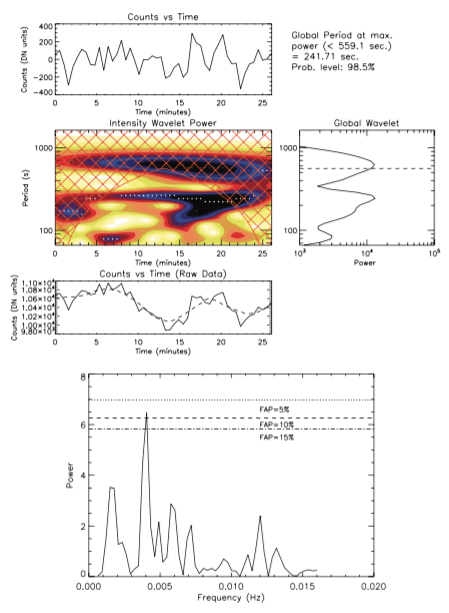 Counts vs Time
Counts (DN units)
400
200
0
−200
−400
0 5 10 15 20 25
Time (minutes)
Global Period at max.
power (< 559.1 sec.)
= 241.71 sec.
Prob. level: 98.5%
Intensity Wavelet Power
Period (s)
1000
100
0 5 10 15 20 25
Time (minutes)
Global Wavelet
1000
100
10³ 10⁴ 10⁵
Power
Counts vs Time (Raw Data)
Counts (DN units)
1.10×10⁴
1.08×10⁴
1.06×10⁴
1.04×10⁴
1.02×10⁴
1.00×10⁴
9.80×10³
0 5 10 15 20 25
Time (minutes)
Power
8
6
4
2
0
FAP=5%
FAP=10%
FAP=15%
0.000 0.005 0.010 0.015 0.020
Frequency (Hz)